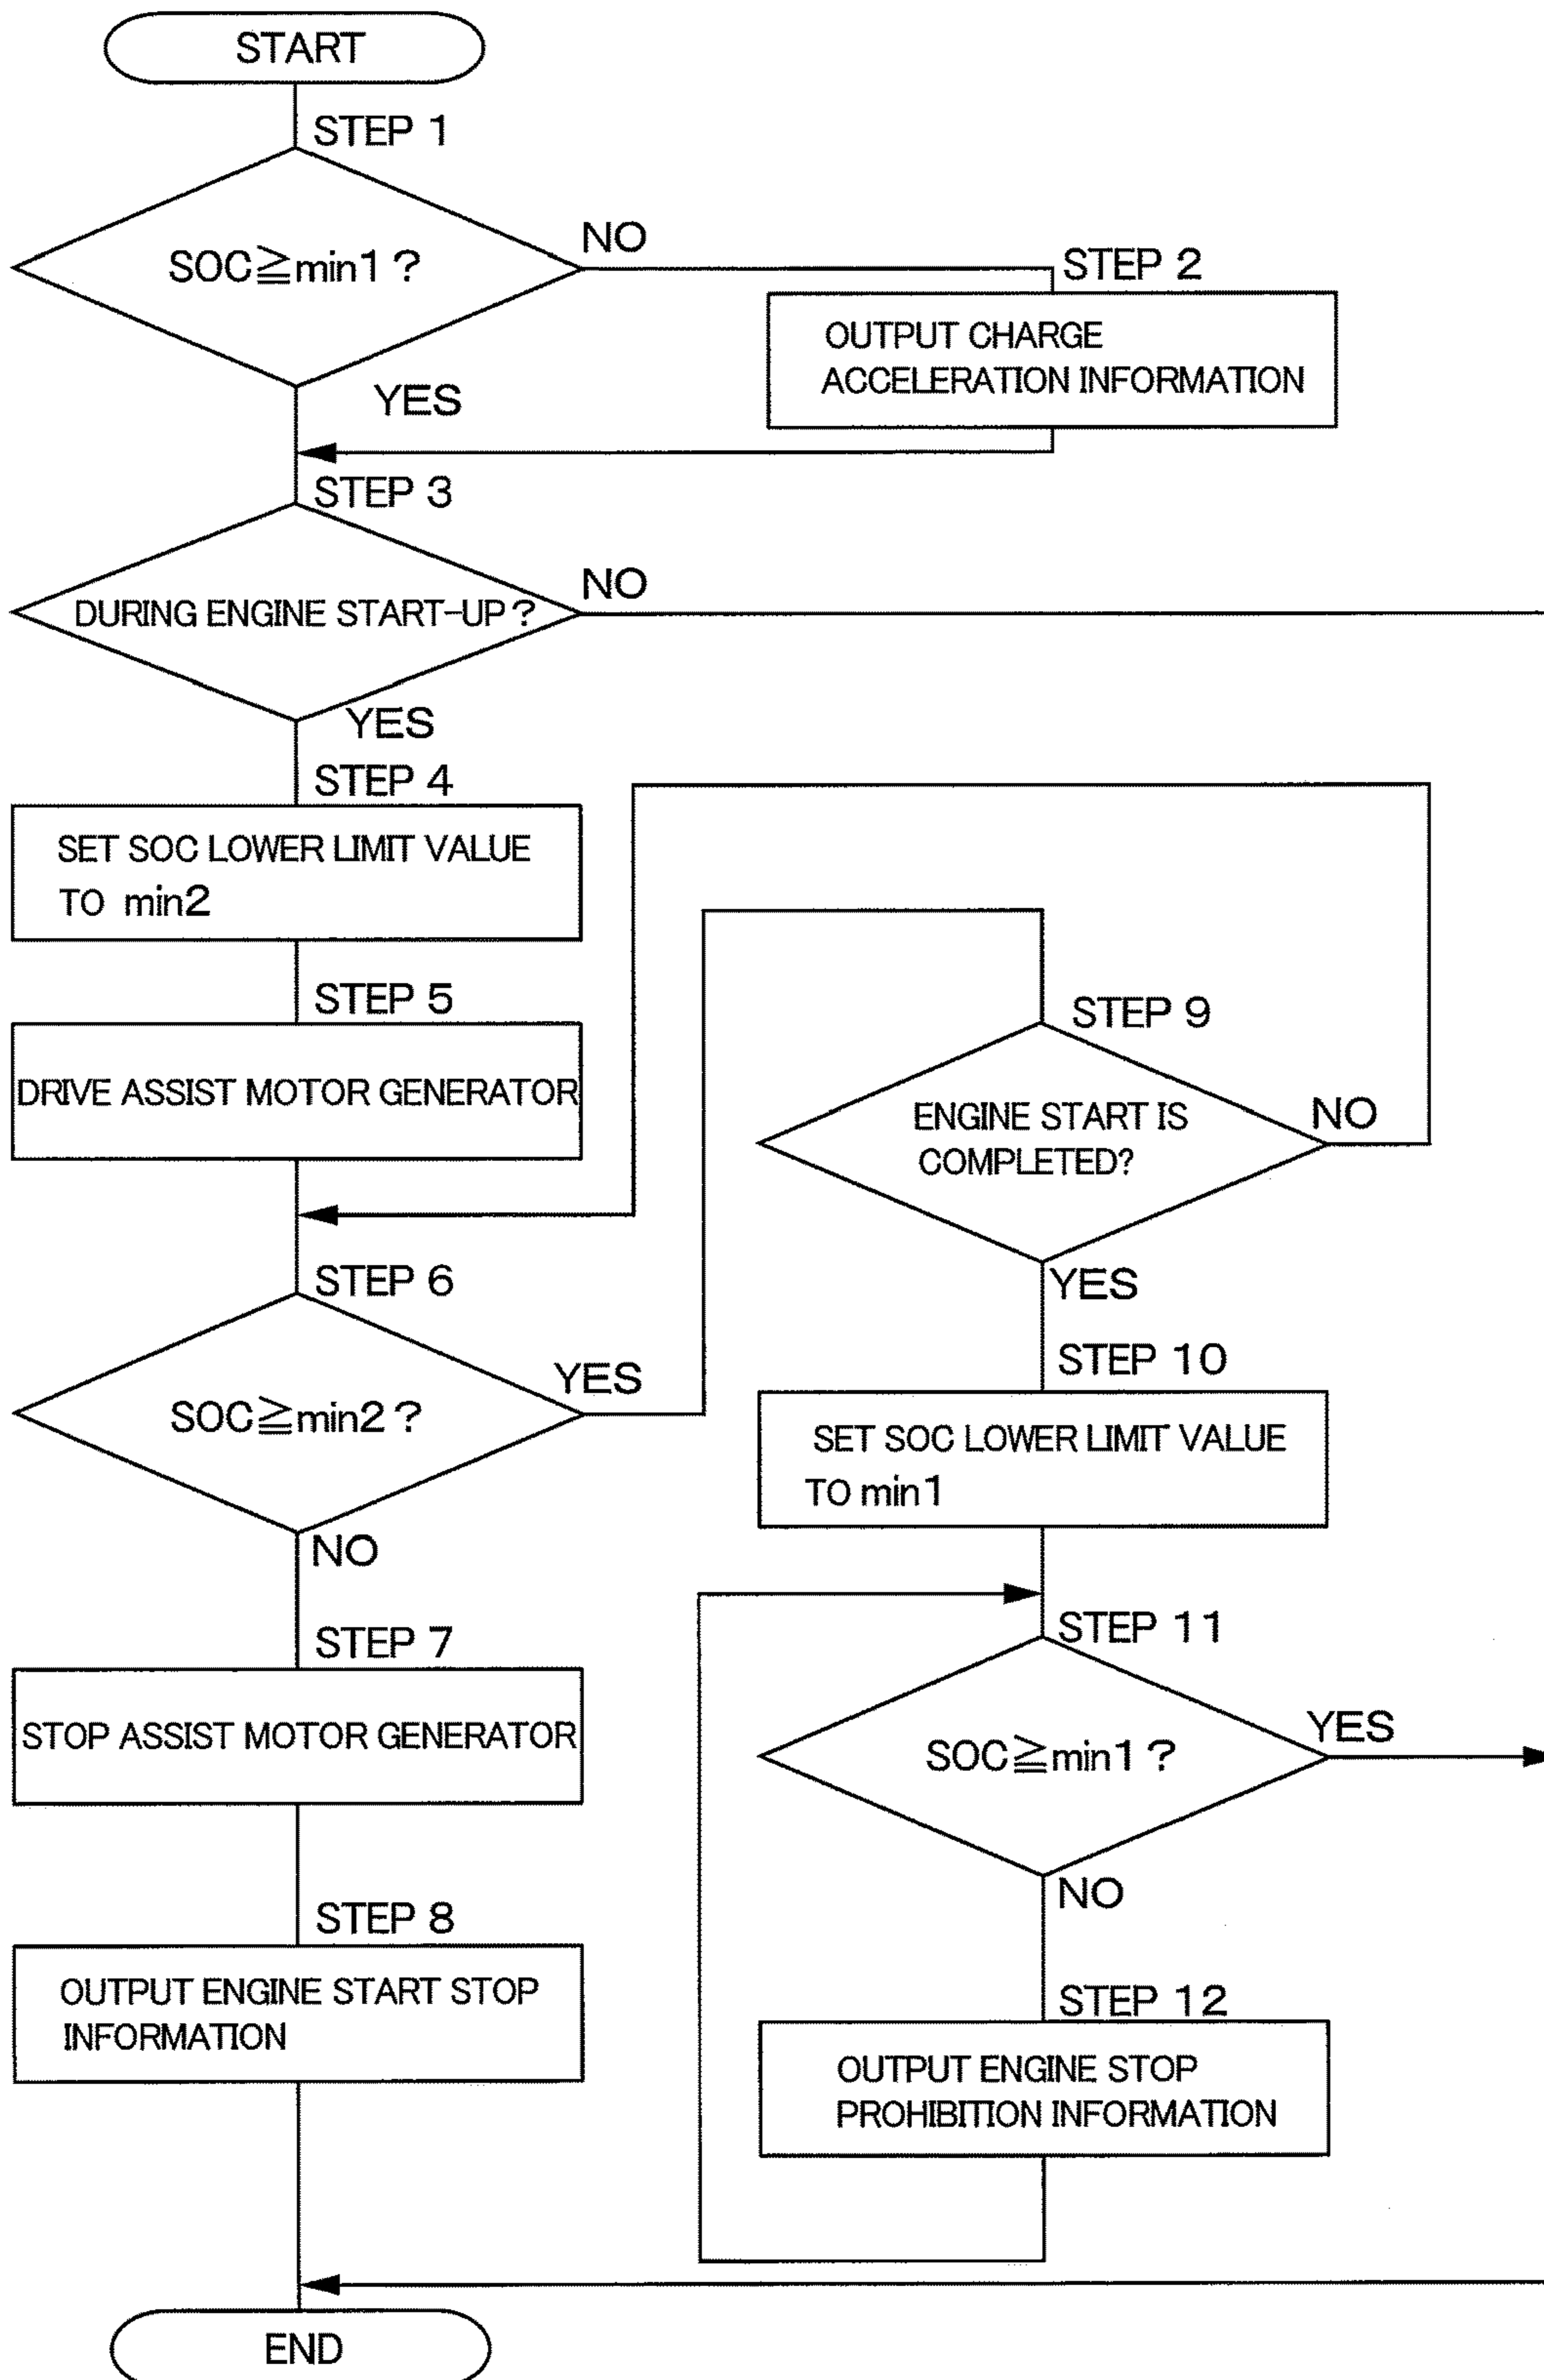 START
STEP 1
SOC≧min1?
NO
YES
STEP 2
OUTPUT CHARGE
ACCELERATION INFORMATION
STEP 3
DURING ENGINE START-UP?
NO
YES
STEP 4
SET SOC LOWER LIMIT VALUE
TO min2
STEP 5
DRIVE ASSIST MOTOR GENERATOR
STEP 6
SOC≧min2?
YES
NO
STEP 7
STOP ASSIST MOTOR GENERATOR
STEP 8
OUTPUT ENGINE START STOP
INFORMATION
STEP 9
ENGINE START IS
COMPLETED?
NO
YES
STEP 10
SET SOC LOWER LIMIT VALUE
TO min1
STEP 11
SOC≧min1?
YES
NO
STEP 12
OUTPUT ENGINE STOP
PROHIBITION INFORMATION
END